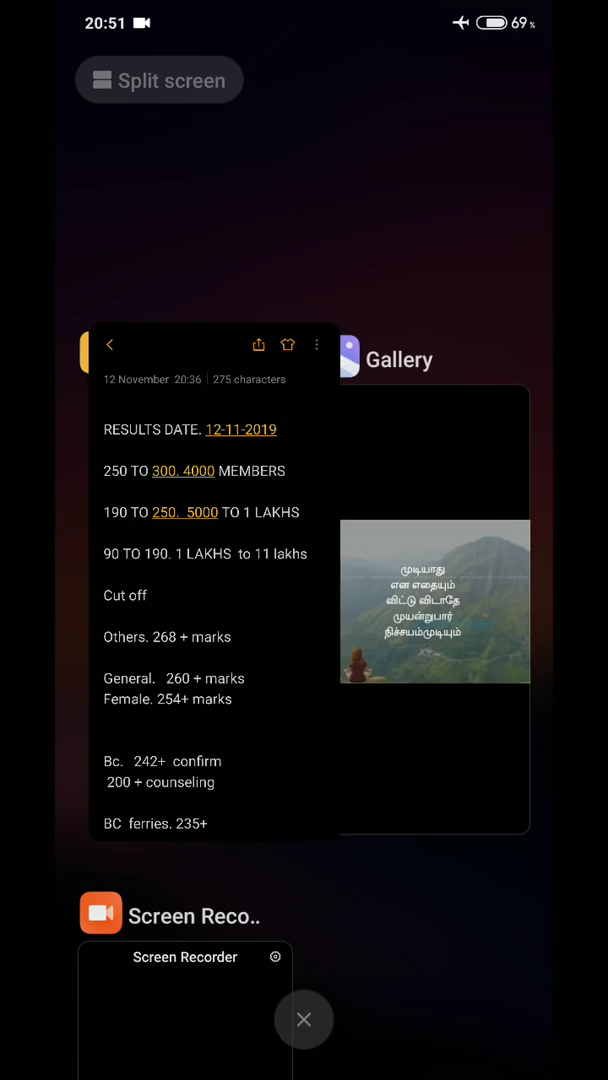 20:51
69%
Split screen
12 November 20:36 | 275 characters
RESULTS DATE. 12-11-2019
250 TO 300. 4000 MEMBERS
190 TO 250. 5000 TO 1 LAKHS
90 TO 190. 1 LAKHS to 11 lakhs
Cut off
Others. 268 + marks
General. 260 + marks
Female. 254+ marks
Bc. 242+ confirm
200 + counseling
BC ferries. 235+
Gallery
முடியாது
என எதையும்
விட்டு விடாதே
முயன்றுபார்
நிச்சயம்முடியும்
Screen Reco..
Screen Recorder